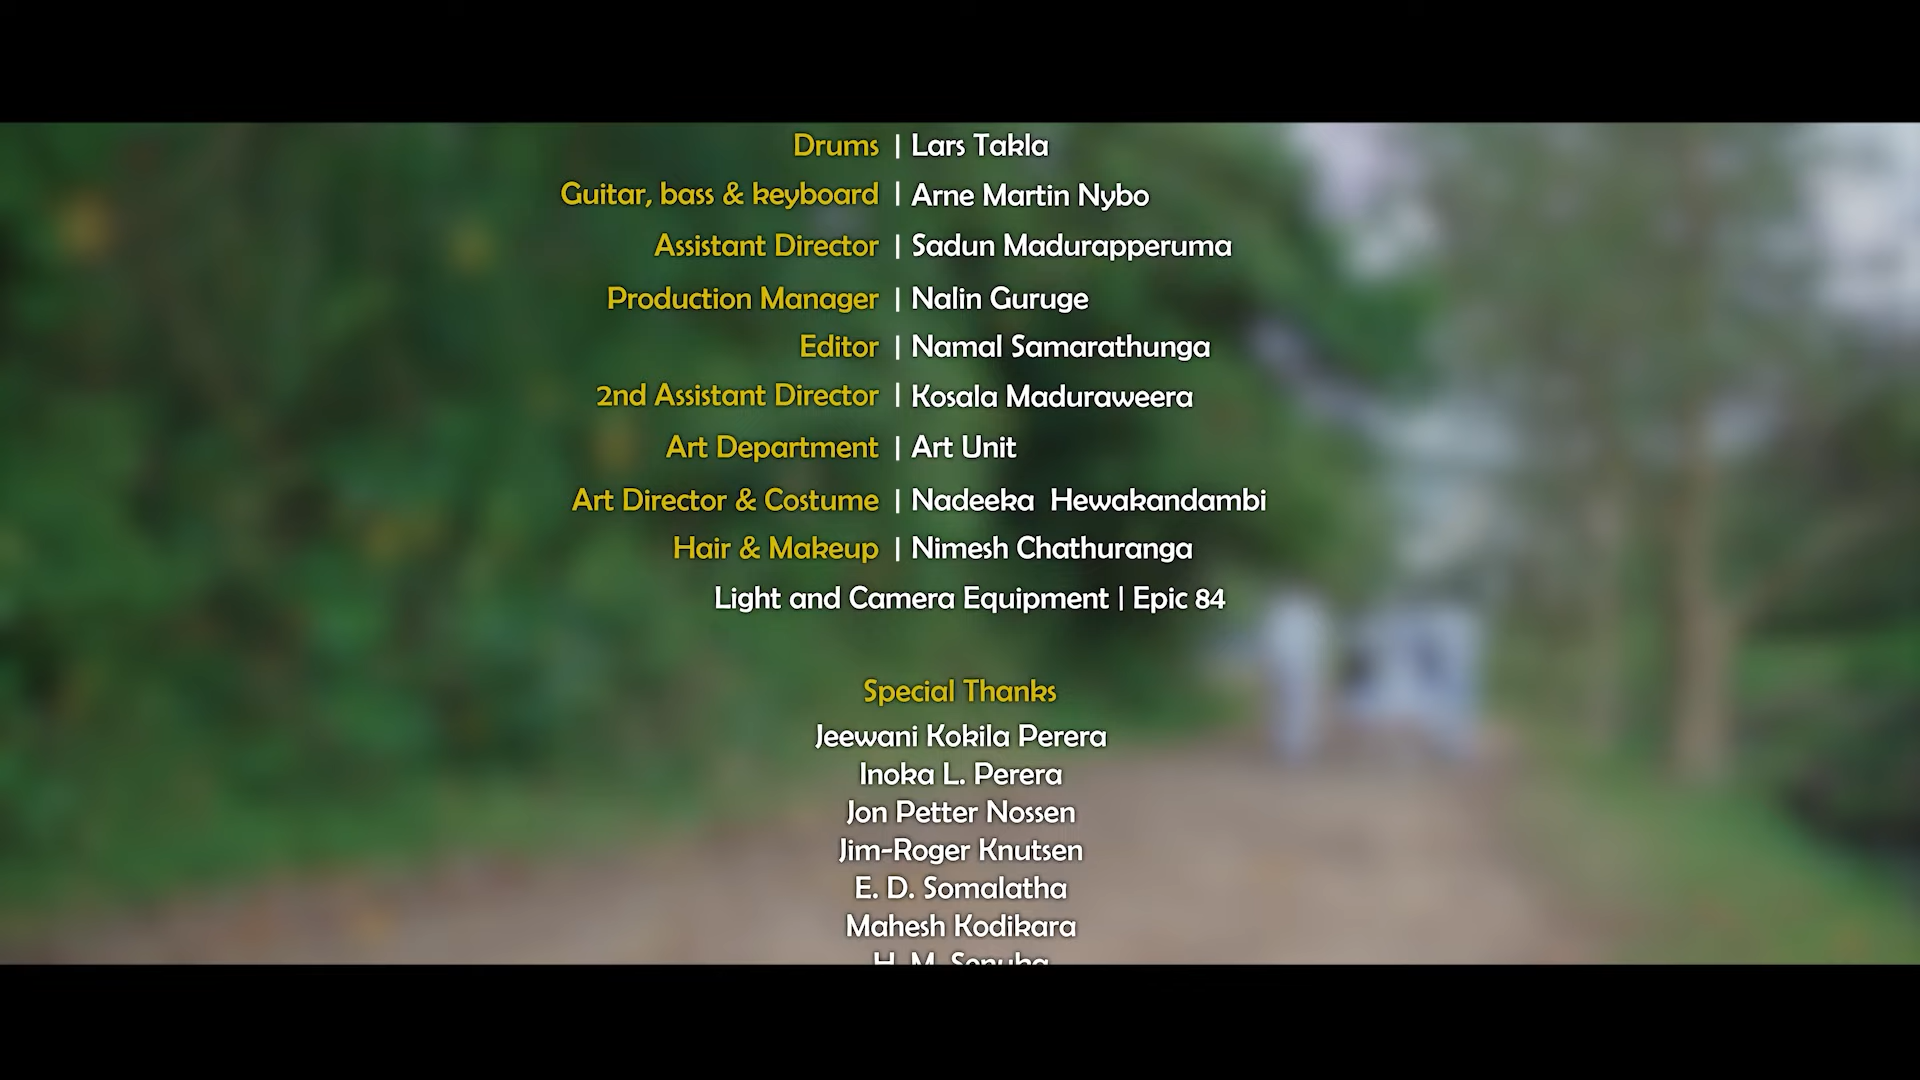 Drums | Lars Takla
Guitar, bass & keyboard | Arne Martin Nybo
Assistant Director | Sadun Madurapperuma
Production Manager | Nalin Guruge
Editor | Namal Samarathunga
2nd Assistant Director | Kosala Maduraweera
Art Department | Art Unit
Art Director & Costume | Nadeeka Hewakandambi
Hair & Makeup | Nimesh Chathuranga
Light and Camera Equipment | Epic 84
Special Thanks
Jeewani Kokila Perera
Inoka L. Perera
Jon Petter Nossen
Jim-Roger Knutsen
E. D. Somalatha
Mahesh Kodikara
H. M.